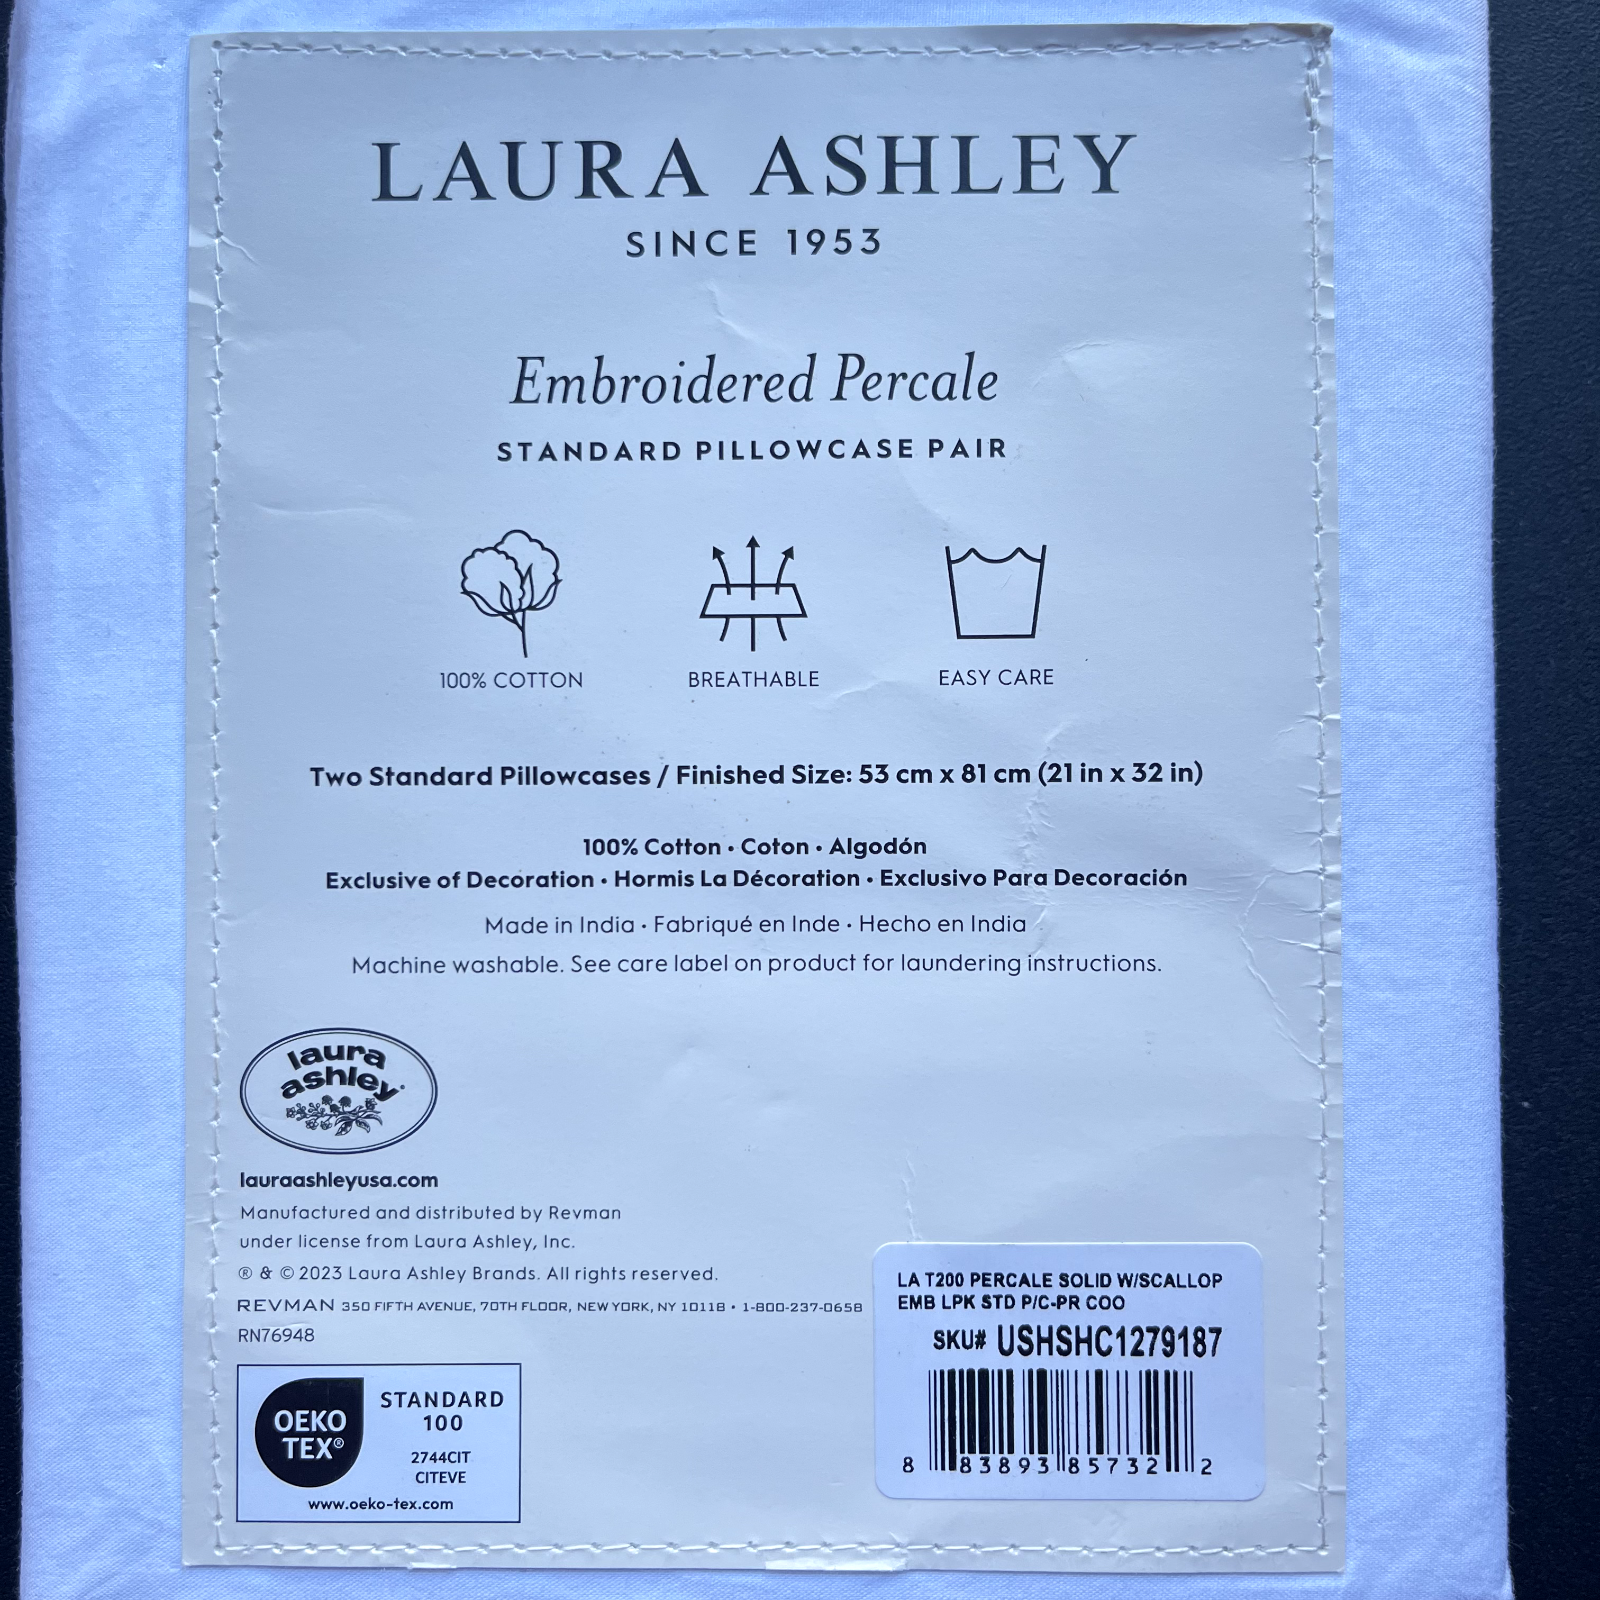 LAURA ASHLEY
SINCE 1953
Embroidered Percale
STANDARD PILLOWCASE PAIR
100% COTTON
BREATHABLE
EASY CARE
Two Standard Pillowcases / Finished Size: 53 cm x 81 cm (21 in x 32 in)
100% Cotton • Coton • Algodón
Exclusive of Decoration • Hormis La Décoration • Exclusivo Para Decoración
Made in India • Fabriqué en Inde • Hecho en India
Machine washable. See care label on product for laundering instructions.
laura
ashley
lauraashleyusa.com
Manufactured and distributed by Revman
under license from Laura Ashley, Inc.
® & © 2023 Laura Ashley Brands. All rights reserved.
REVMAN 350 FIFTH AVENUE, 70TH FLOOR, NEW YORK, NY 10118 • 1-800-237-0658
RN76948
OEKO
TEX®
STANDARD
100
2744CIT
CITEVE
www.oeko-tex.com
LA T200 PERCALE SOLID W/SCALLOP
EMB LPK STD P/C-PR COO
SKU# USHSHC1279187
8 83893 85732 2